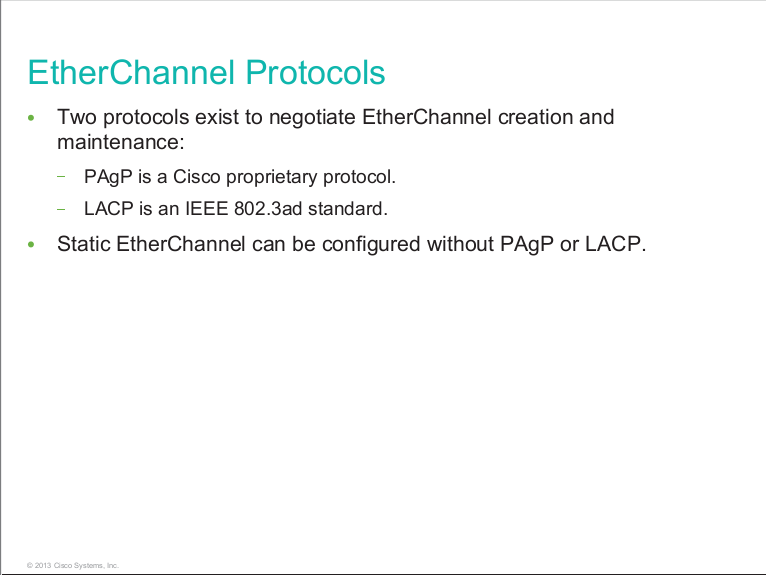 EtherChannel Protocols
• Two protocols exist to negotiate EtherChannel creation and
maintenance:
– PAgP is a Cisco proprietary protocol.
– LACP is an IEEE 802.3ad standard.
• Static EtherChannel can be configured without PAgP or LACP.
© 2013 Cisco Systems, Inc.